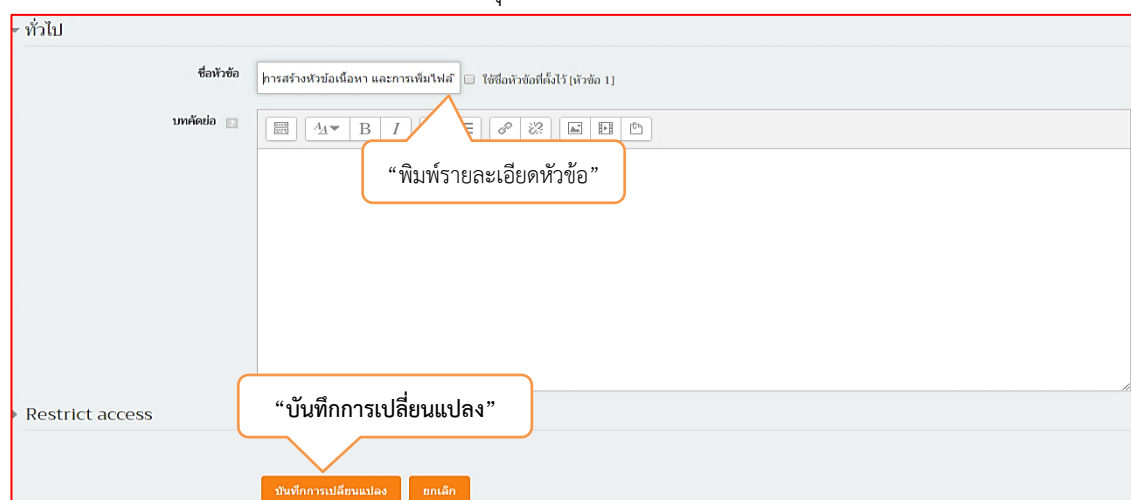 ทั่วไป
ชื่อหัวข้อ
การสร้างหัวข้อเนื้อหา และการเพิ่มไฟล์
ใช้ชื่อหัวข้อที่ตั้งไว้ [หัวข้อ 1]
บทคัดย่อ
B I
“พิมพ์รายละเอียดหัวข้อ”
“บันทึกการเปลี่ยนแปลง”
Restrict access
บันทึกการเปลี่ยนแปลง ยกเลิก